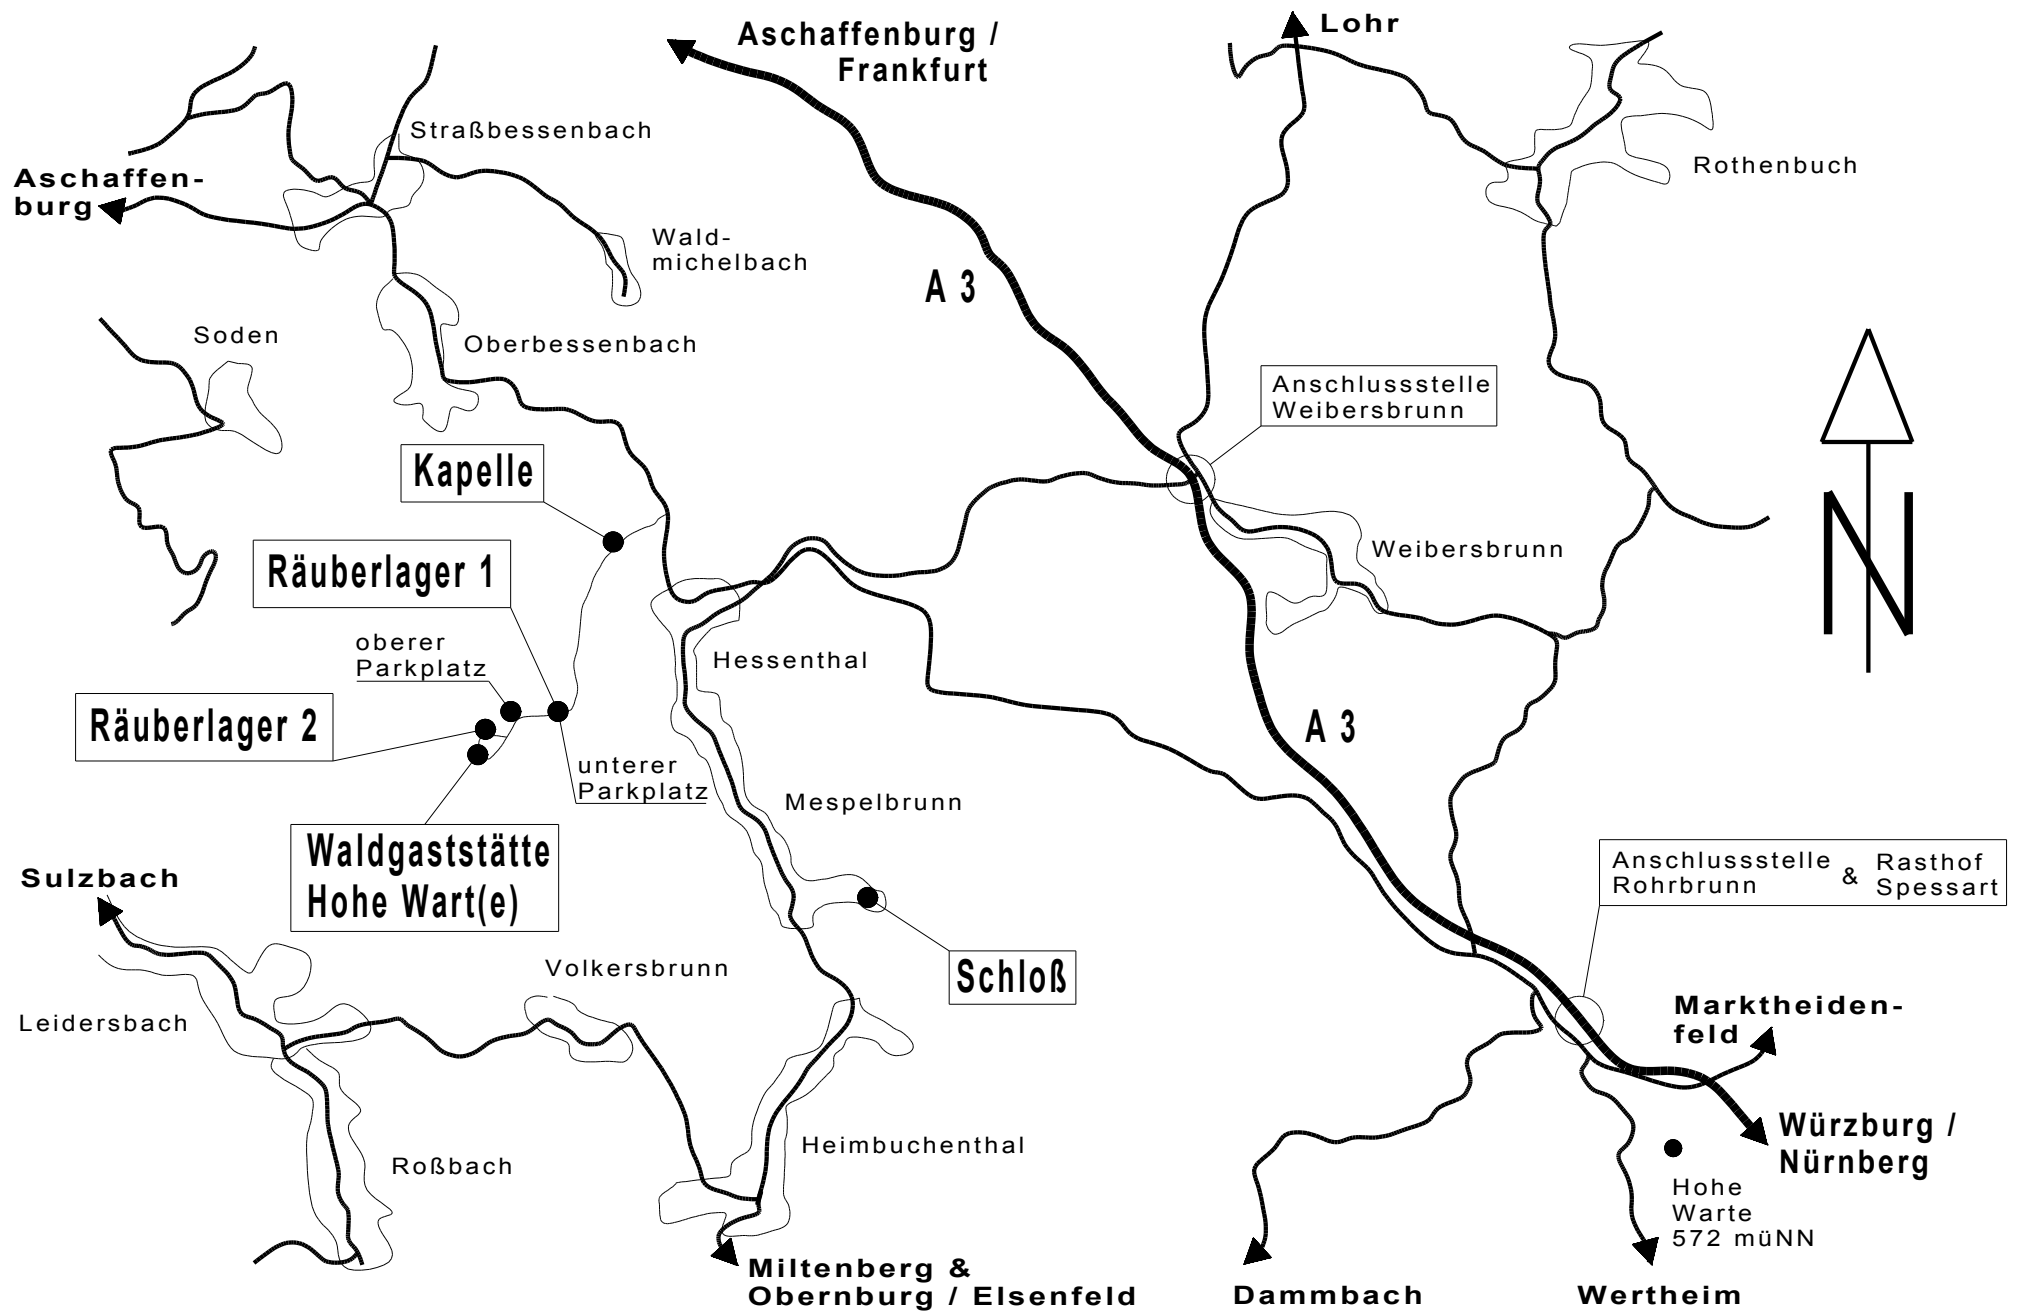 Aschaffenburg /
Frankfurt
Lohr
Straßbessenbach
Rothenbuch
Aschaffen-
burg
Wald-
michelbach
A 3
Soden
Oberbessenbach
Anschlussstelle
Weibersbrunn
Kapelle
N
Weibersbrunn
Räuberlager 1
oberer
Parkplatz
Hessenthal
Räuberlager 2
A 3
unterer
Parkplatz
Mespelbrunn
Waldgaststätte
Hohe Wart(e)
Anschlussstelle
Rohrbrunn
&
Rasthof
Spessart
Sulzbach
Volkersbrunn
Schloß
Leidersbach
Marktheiden-
feld
Würzburg /
Nürnberg
Heimbuchenthal
Roßbach
Hohe
Warte
572 müNN
Miltenberg &
Obernburg / Elsenfeld
Dammbach
Wertheim